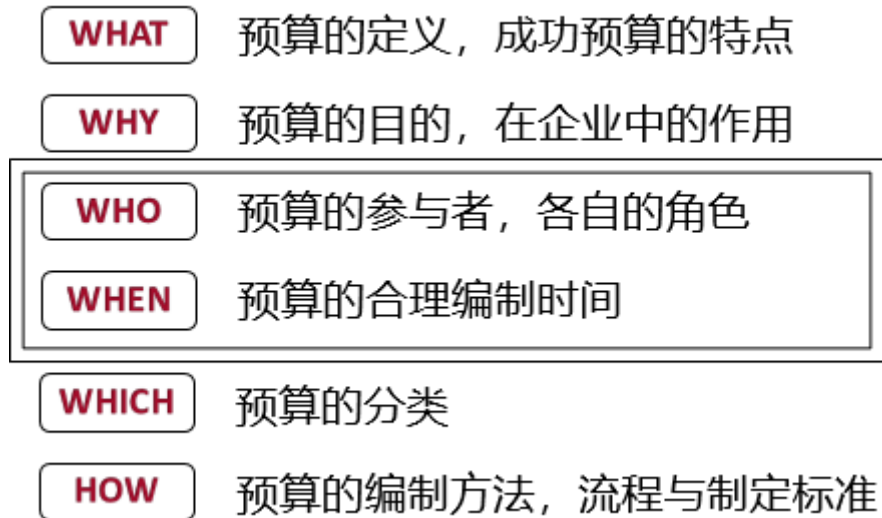 WHAT 预算的定义，成功预算的特点
WHY 预算的目的，在企业中的作用
WHO 预算的参与者，各自的角色
WHEN 预算的合理编制时间
WHICH 预算的分类
HOW 预算的编制方法，流程与制定标准